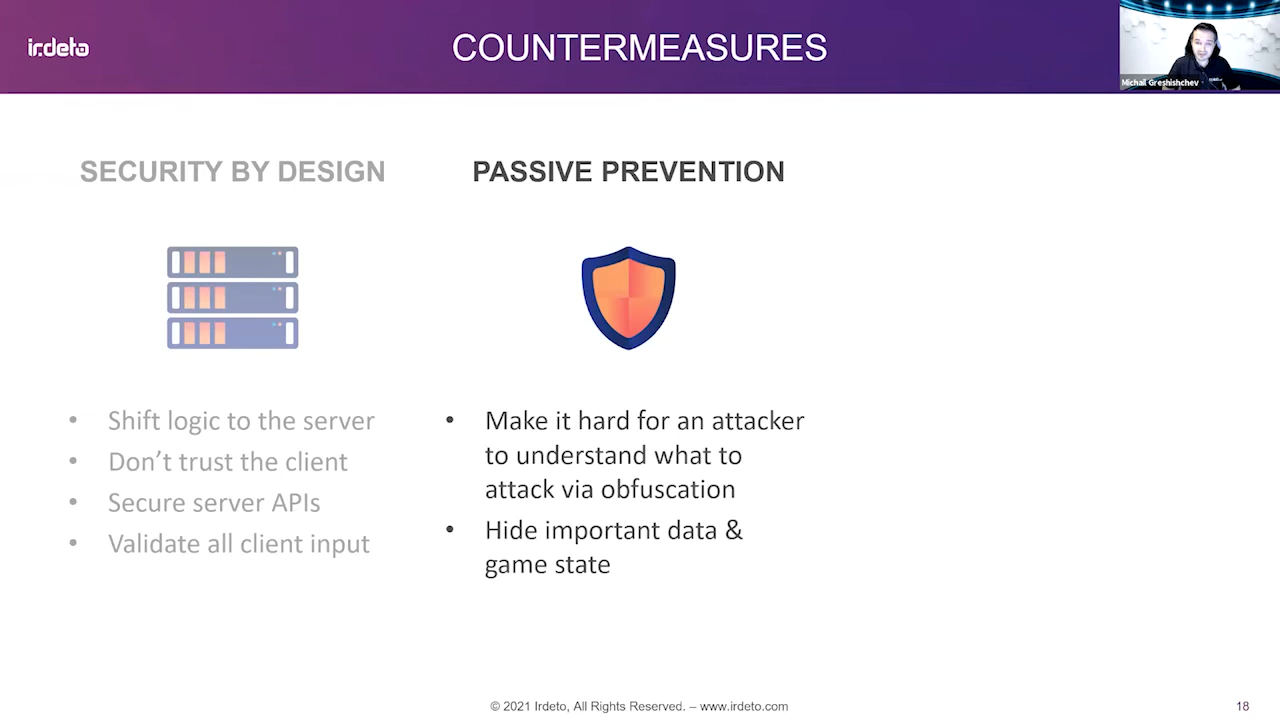 irdeto
COUNTERMEASURES
Michail Greshishchev
SECURITY BY DESIGN
• Shift logic to the server
• Don’t trust the client
• Secure server APIs
• Validate all client input
PASSIVE PREVENTION
• Make it hard for an attacker
to understand what to
attack via obfuscation
• Hide important data &
game state
© 2021 Irdeto, All Rights Reserved. – www.irdeto.com
18